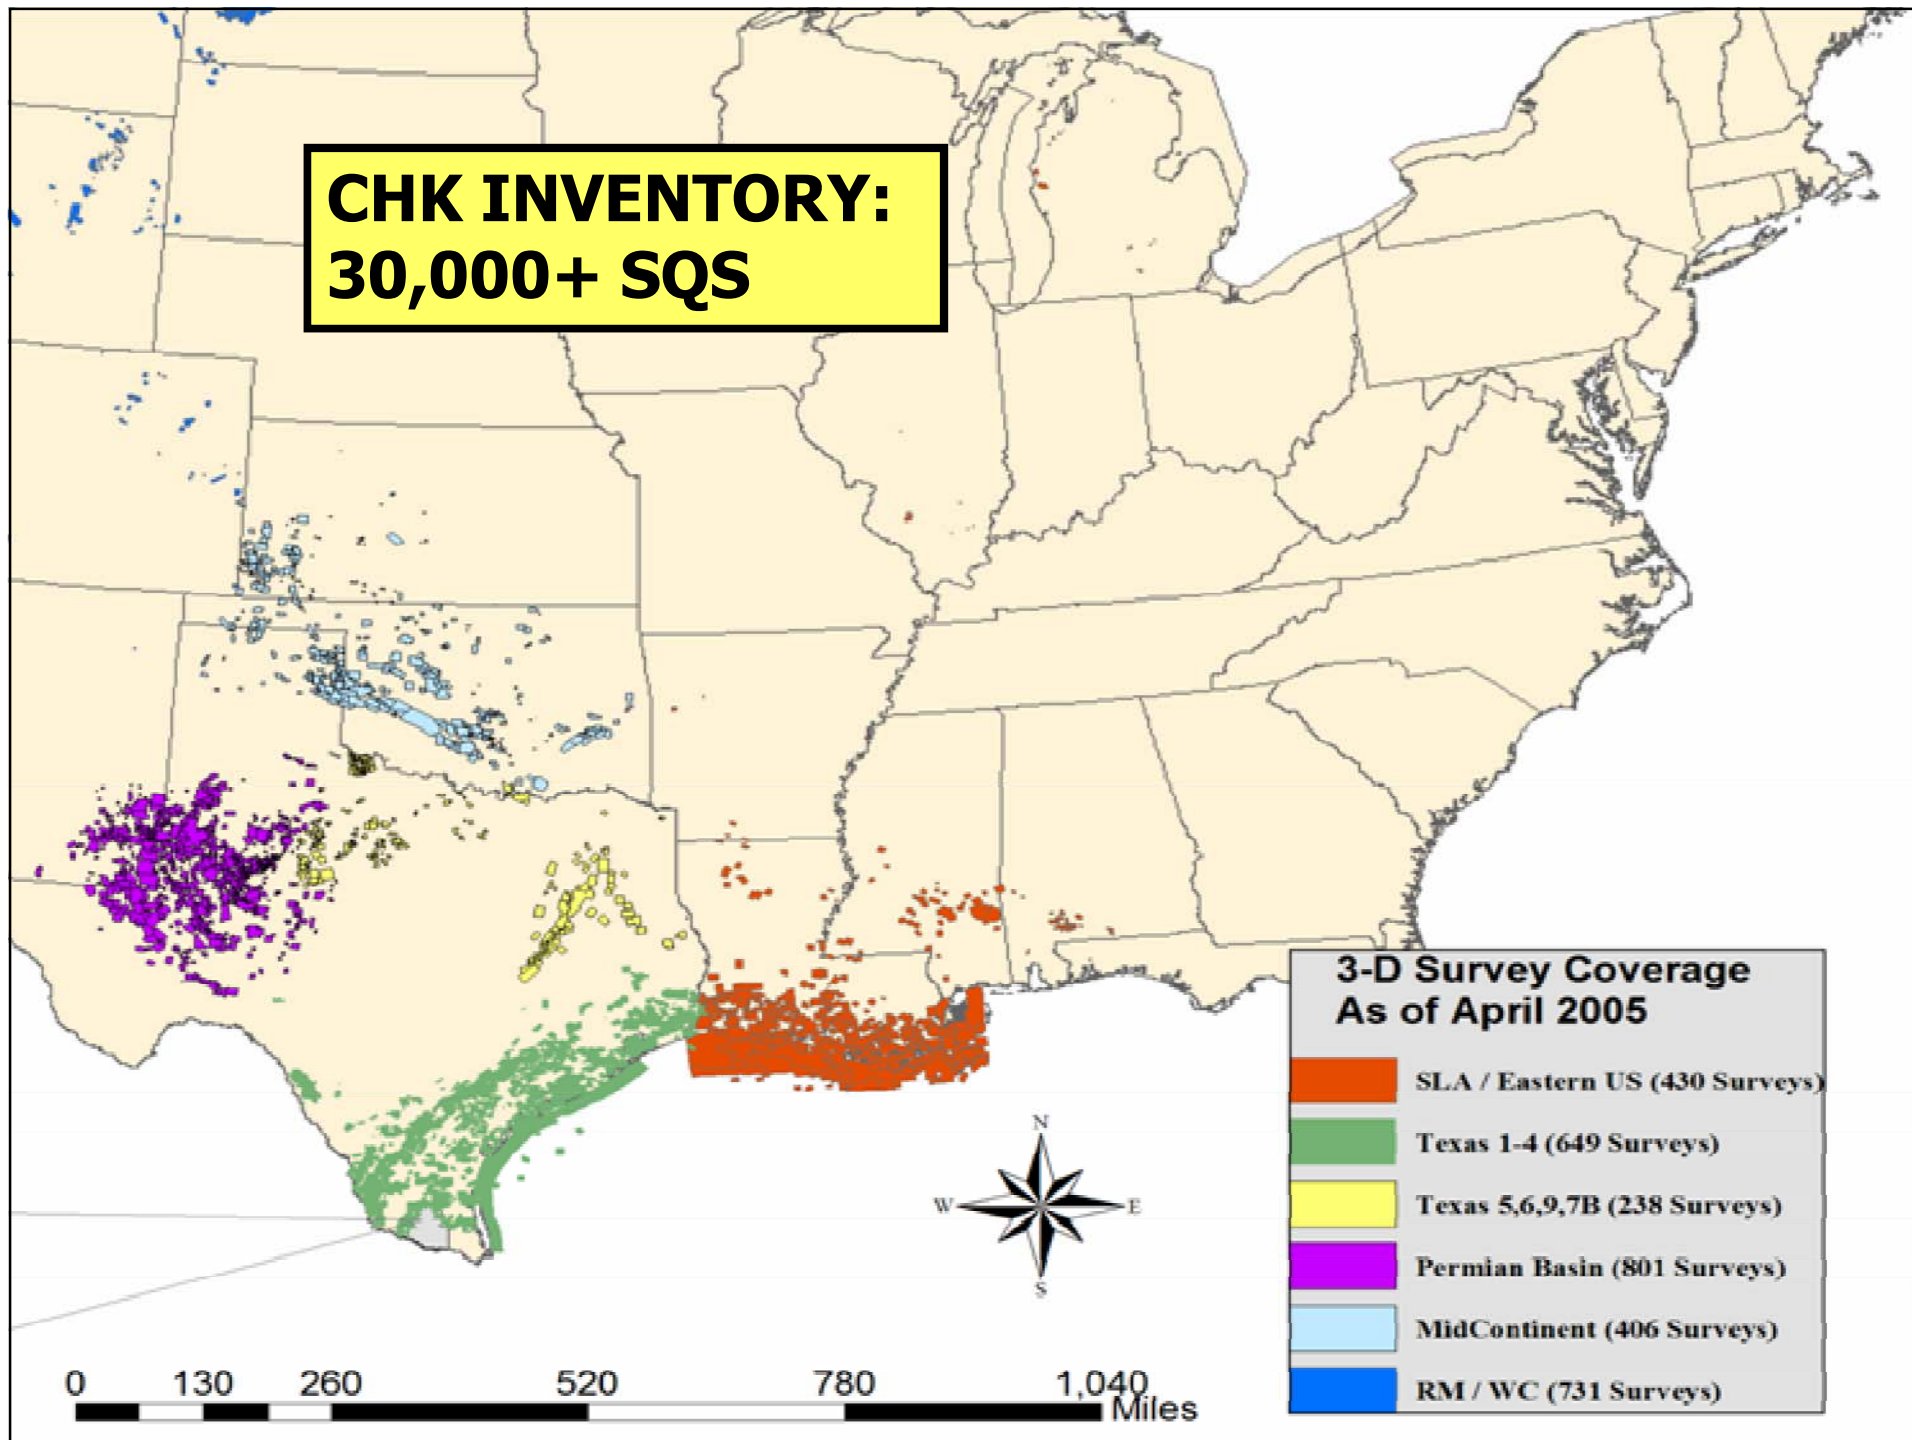 CHK INVENTORY:
30,000+ SQS
3-D Survey Coverage
As of April 2005
SLA / Eastern US (430 Surveys)
Texas 1-4 (649 Surveys)
Texas 5,6,9,7B (238 Surveys)
Permian Basin (801 Surveys)
MidContinent (406 Surveys)
RM / WC (731 Surveys)
N
W E
S
0 130 260 520 780 1,040
Miles